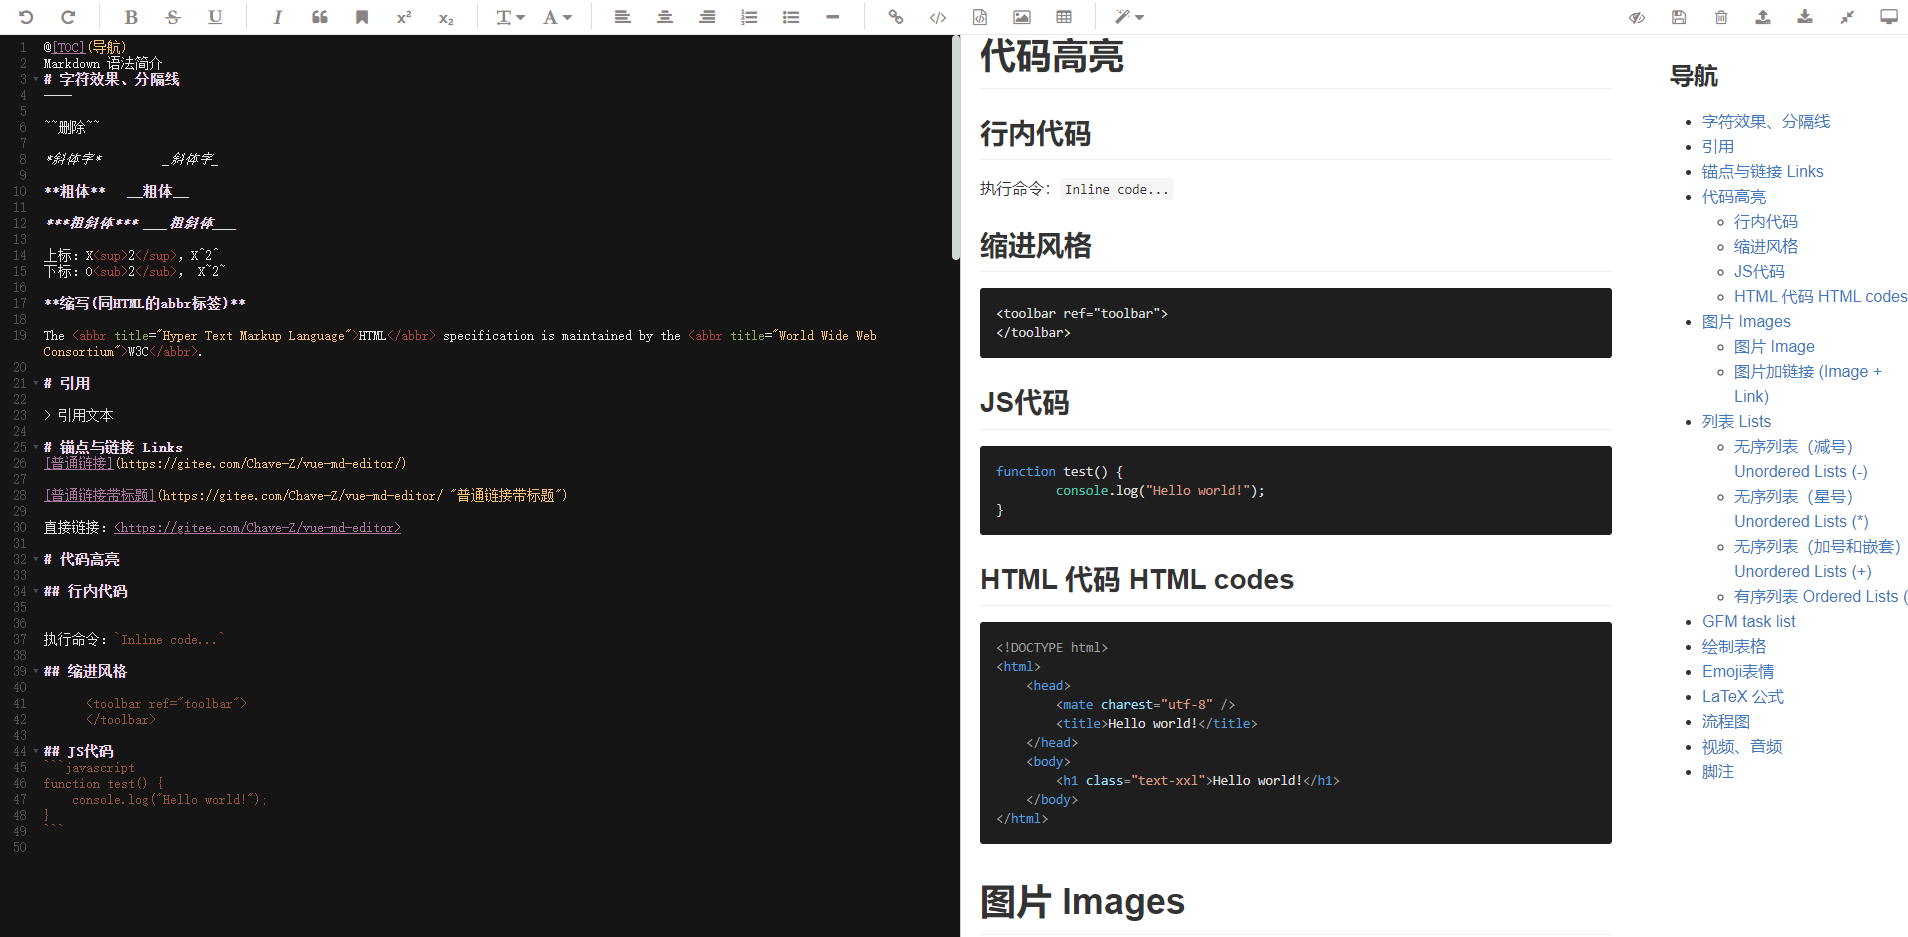 B S U I x² x₂ T A
1 @[TOC](导航)
2 Markdown 语法简介
3 # 字符效果、分隔线
4 ----
5
6 ~~删除~~
7
8 *斜体字* _斜体字_
9
10 **粗体** __粗体__
11
12 ***粗斜体*** ___粗斜体___
13
14 上标：X<sup>2</sup>，X^2^
15 下标：O<sub>2</sub>， X~2~
16
17 **缩写(同HTML的abbr标签)**
18
19 The <abbr title="Hyper Text Markup Language">HTML</abbr> specification is maintained by the <abbr title="World Wide Web
Consortium">W3C</abbr>.
20
21 # 引用
22
23 > 引用文本
24
25 # 锚点与链接 Links
26 [普通链接](https://gitee.com/Chave-Z/vue-md-editor/)
27
28 [普通链接带标题](https://gitee.com/Chave-Z/vue-md-editor/ "普通链接带标题")
29
30 直接链接：<https://gitee.com/Chave-Z/vue-md-editor>
31
32 # 代码高亮
33
34 ## 行内代码
35
36
37 执行命令：`Inline code...`
38
39 ## 缩进风格
40
41 <toolbar ref="toolbar">
42 </toolbar>
43
44 ## JS代码
45 ```javascript
46 function test() {
47 console.log("Hello world!");
48 }
49 ```
50
代码高亮
行内代码
执行命令： Inline code...
缩进风格
<toolbar ref="toolbar">
</toolbar>
JS代码
function test() {
console.log("Hello world!");
}
HTML 代码 HTML codes
<!DOCTYPE html>
<html>
<head>
<mate charest="utf-8" />
<title>Hello world!</title>
</head>
<body>
<h1 class="text-xxl">Hello world!</h1>
</body>
</html>
图片 Images
导航
字符效果、分隔线
引用
锚点与链接 Links
代码高亮
行内代码
缩进风格
JS代码
HTML 代码 HTML codes
图片 Images
图片 Image
图片加链接 (Image +
Link)
列表 Lists
无序列表（减号）
Unordered Lists (-)
无序列表（星号）
Unordered Lists (*)
无序列表（加号和嵌套）
Unordered Lists (+)
有序列表 Ordered Lists (
GFM task list
绘制表格
Emoji表情
LaTeX 公式
流程图
视频、音频
脚注